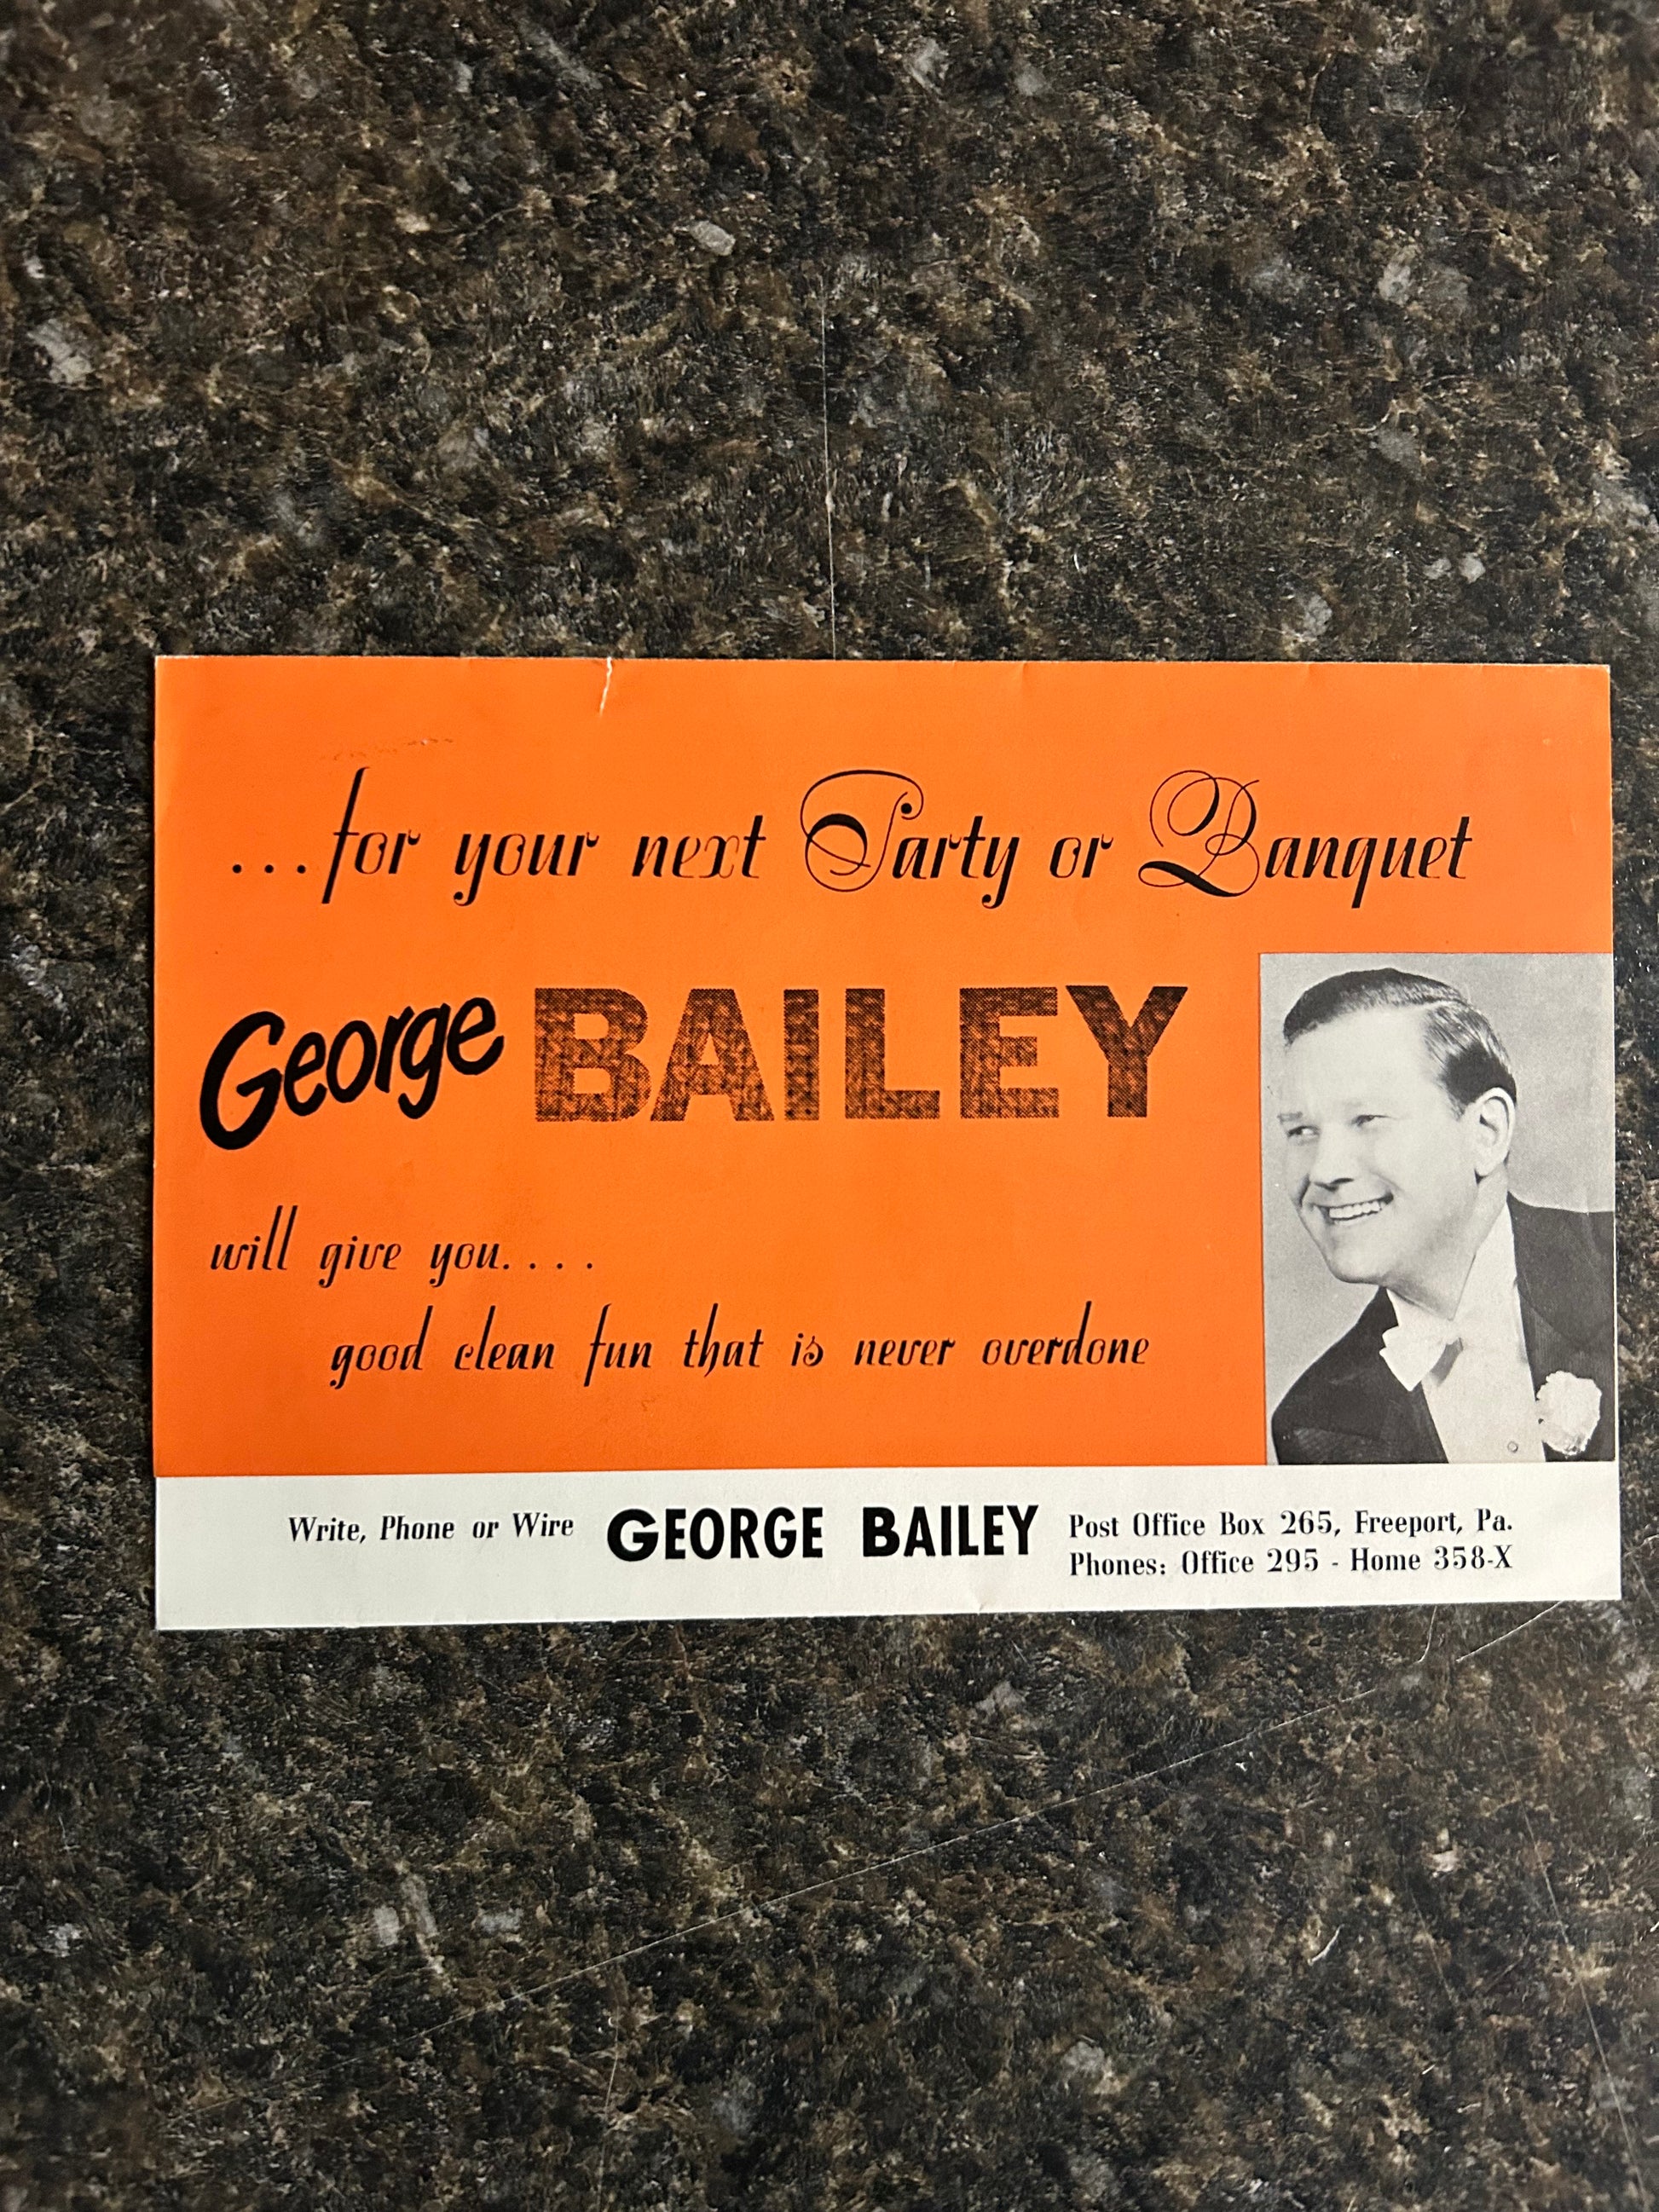 ...for your next Party or Banquet
George BAILEY
will give you....
good clean fun that is never overdone
Write, Phone or Wire GEORGE BAILEY Post Office Box 265, Freeport, Pa.
Phones: Office 295 - Home 358-X